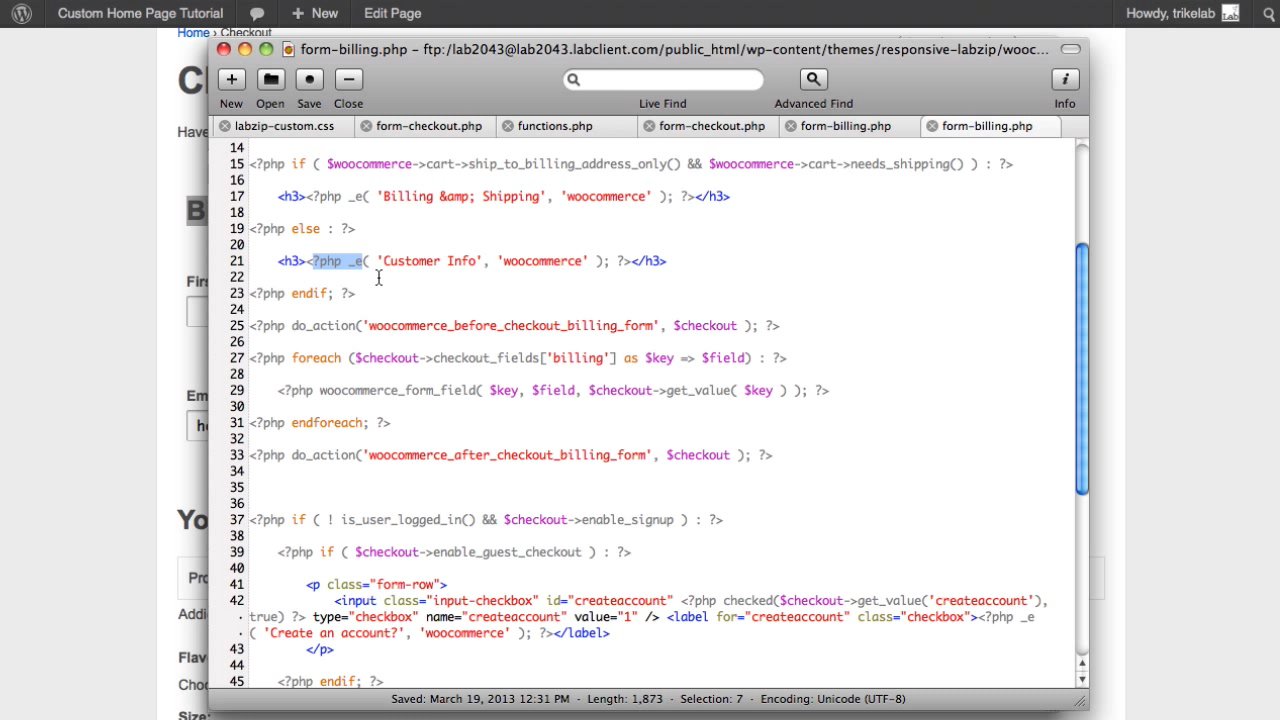 Custom Home Page Tutorial
New
Edit Page
Howdy, trikelab
Lab
Home › Checkout
form-billing.php - ftp://lab2043@lab2043.labclient.com/public_html/wp-content/themes/responsive-labzip/wooc...
New
Open
Save
Close
Live Find
Advanced Find
Info
labzip-custom.css
form-checkout.php
functions.php
form-checkout.php
form-billing.php
form-billing.php
14
15 <?php if ( $woocommerce->cart->ship_to_billing_address_only() && $woocommerce->cart->needs_shipping() ) : ?>
16
17 <h3><?php _e( 'Billing &amp; Shipping', 'woocommerce' ); ?></h3>
18
19 <?php else : ?>
20
21 <h3><?php _e( 'Customer Info', 'woocommerce' ); ?></h3>
22
23 <?php endif; ?>
24
25 <?php do_action('woocommerce_before_checkout_billing_form', $checkout ); ?>
26
27 <?php foreach ($checkout->checkout_fields['billing'] as $key => $field) : ?>
28
29 <?php woocommerce_form_field( $key, $field, $checkout->get_value( $key ) ); ?>
30
31 <?php endforeach; ?>
32
33 <?php do_action('woocommerce_after_checkout_billing_form', $checkout ); ?>
34
35
36
37 <?php if ( ! is_user_logged_in() && $checkout->enable_signup ) : ?>
38
39 <?php if ( $checkout->enable_guest_checkout ) : ?>
40
41 <p class="form-row">
42 <input class="input-checkbox" id="createaccount" <?php checked($checkout->get_value('createaccount'),
true) ?> type="checkbox" name="createaccount" value="1" /> <label for="createaccount" class="checkbox"><?php _e
( 'Create an account?', 'woocommerce' ); ?></label>
43 </p>
44
45 <?php endif; ?>
Saved: March 19, 2013 12:31 PM - Length: 1,873 - Selection: 7 - Encoding: Unicode (UTF-8)